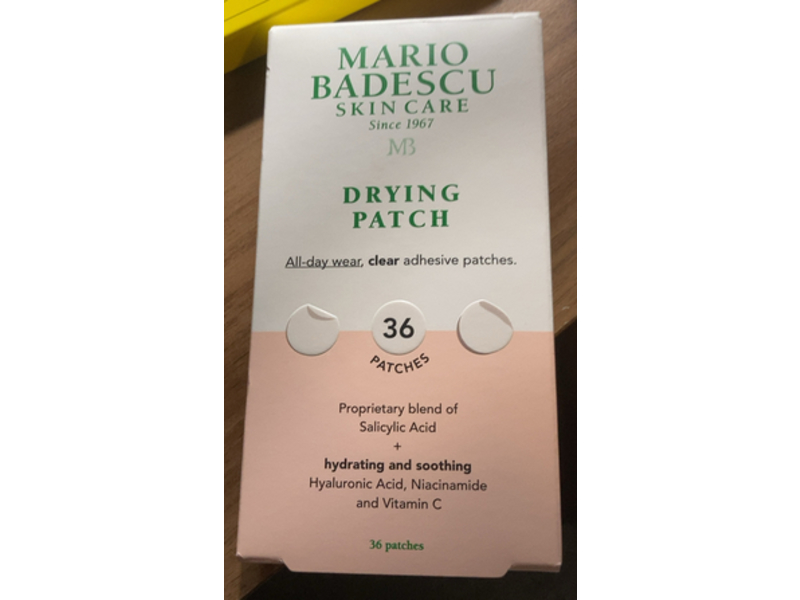 MARIO
BADESCU
SKIN CARE
Since 1967
MB
DRYING
PATCH
All-day wear, clear adhesive patches.
36
PATCHES
Proprietary blend of
Salicylic Acid
+
hydrating and soothing
Hyaluronic Acid, Niacinamide
and Vitamin C
36 patches